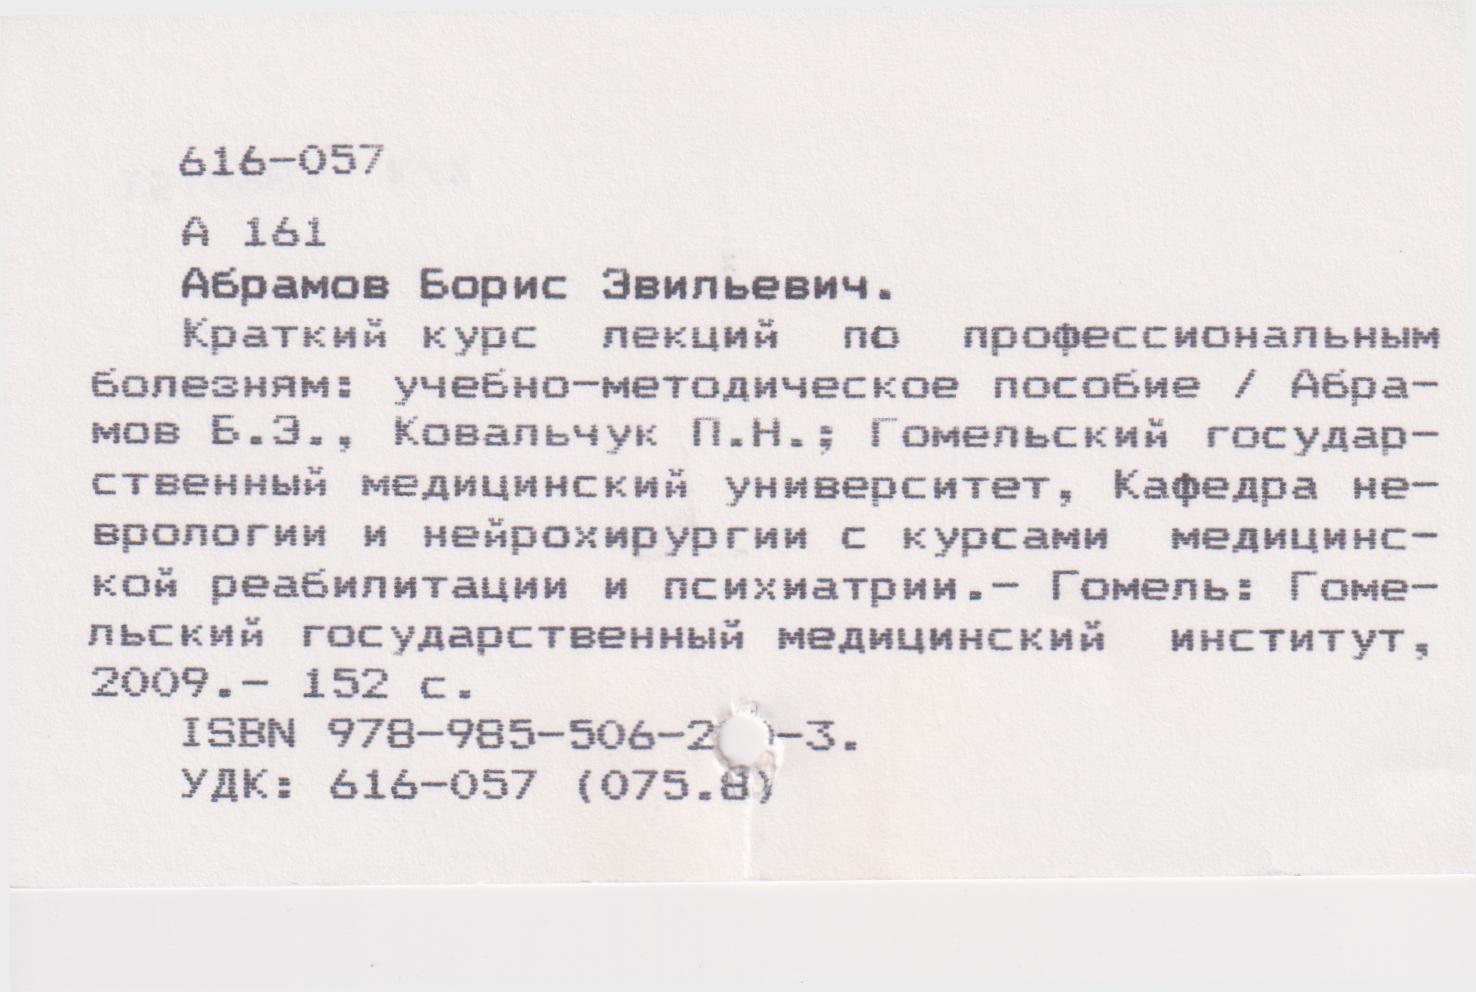 616-057
А 161
Абрамов Борис Эвильевич.
Краткий курс лекций по профессиональным
болезням: учебно-методическое пособие / Абра-
мов Б.Э., Ковальчук П.Н.; Гомельский государ-
ственный медицинский университет, Кафедра не-
врологии и нейрохирургии с курсами медицинс-
кой реабилитации и психиатрии.- Гомель: Гоме-
льский государственный медицинский институт,
2009.- 152 с.
ISBN
УДК: 616-057 (075.8)